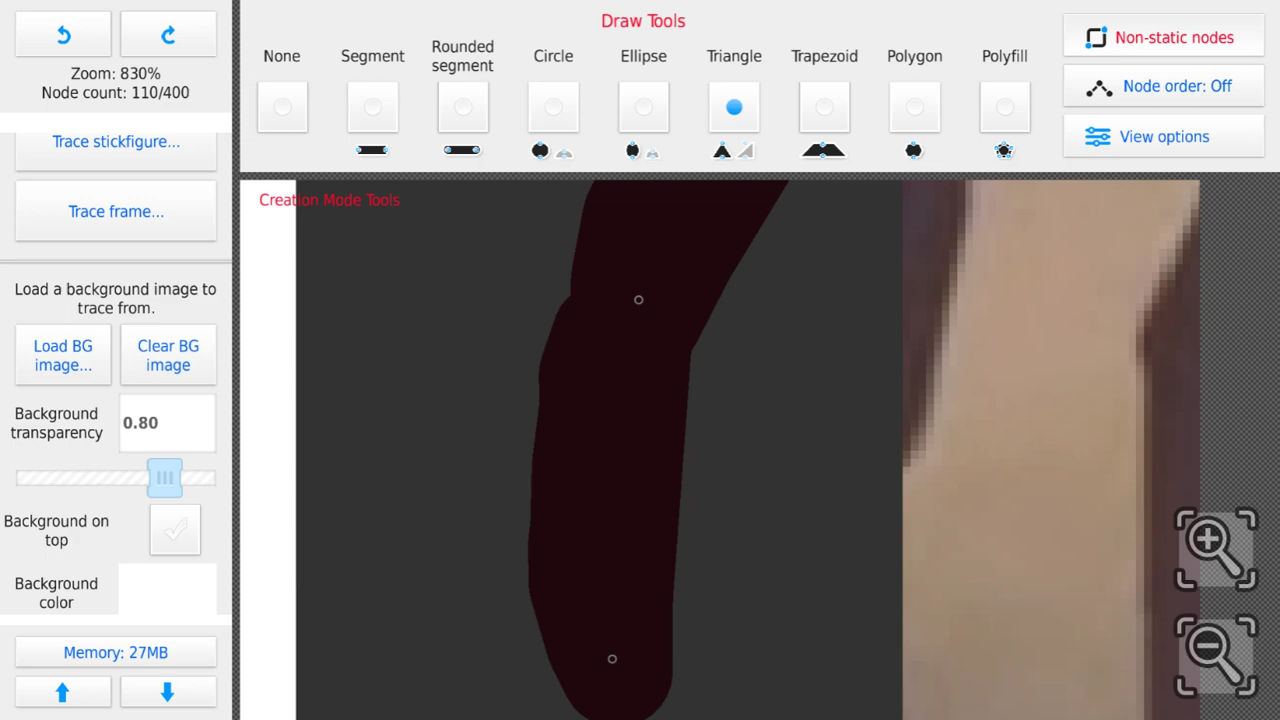 Zoom: 830%
Node count: 110/400
Trace stickfigure...
Trace frame...
Load a background image to
trace from.
Load BG
image...
Clear BG
image
Background
transparency
0.80
Background on
top
Background
color
Memory: 27MB
Draw Tools
None
Segment
Rounded
segment
Circle
Ellipse
Triangle
Trapezoid
Polygon
Polyfill
Non-static nodes
Node order: Off
View options
Creation Mode Tools